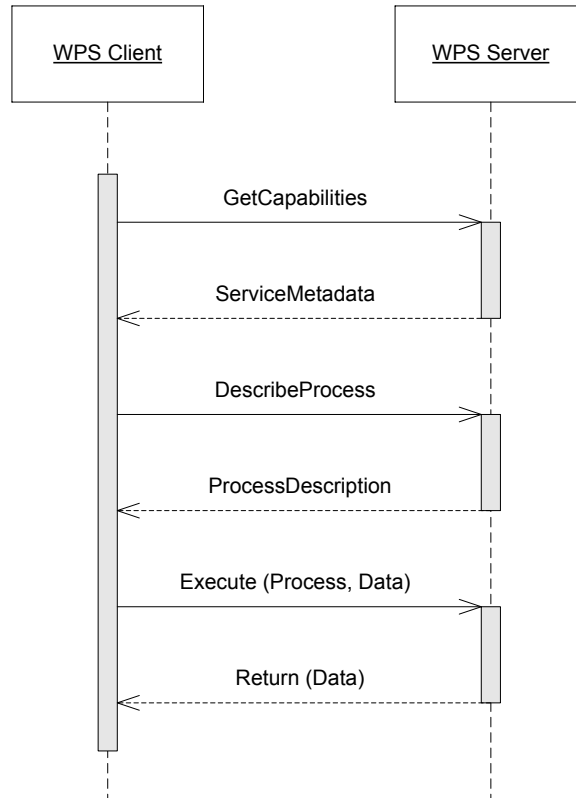 WPS Client
WPS Server
GetCapabilities
ServiceMetadata
DescribeProcess
ProcessDescription
Execute (Process, Data)
Return (Data)